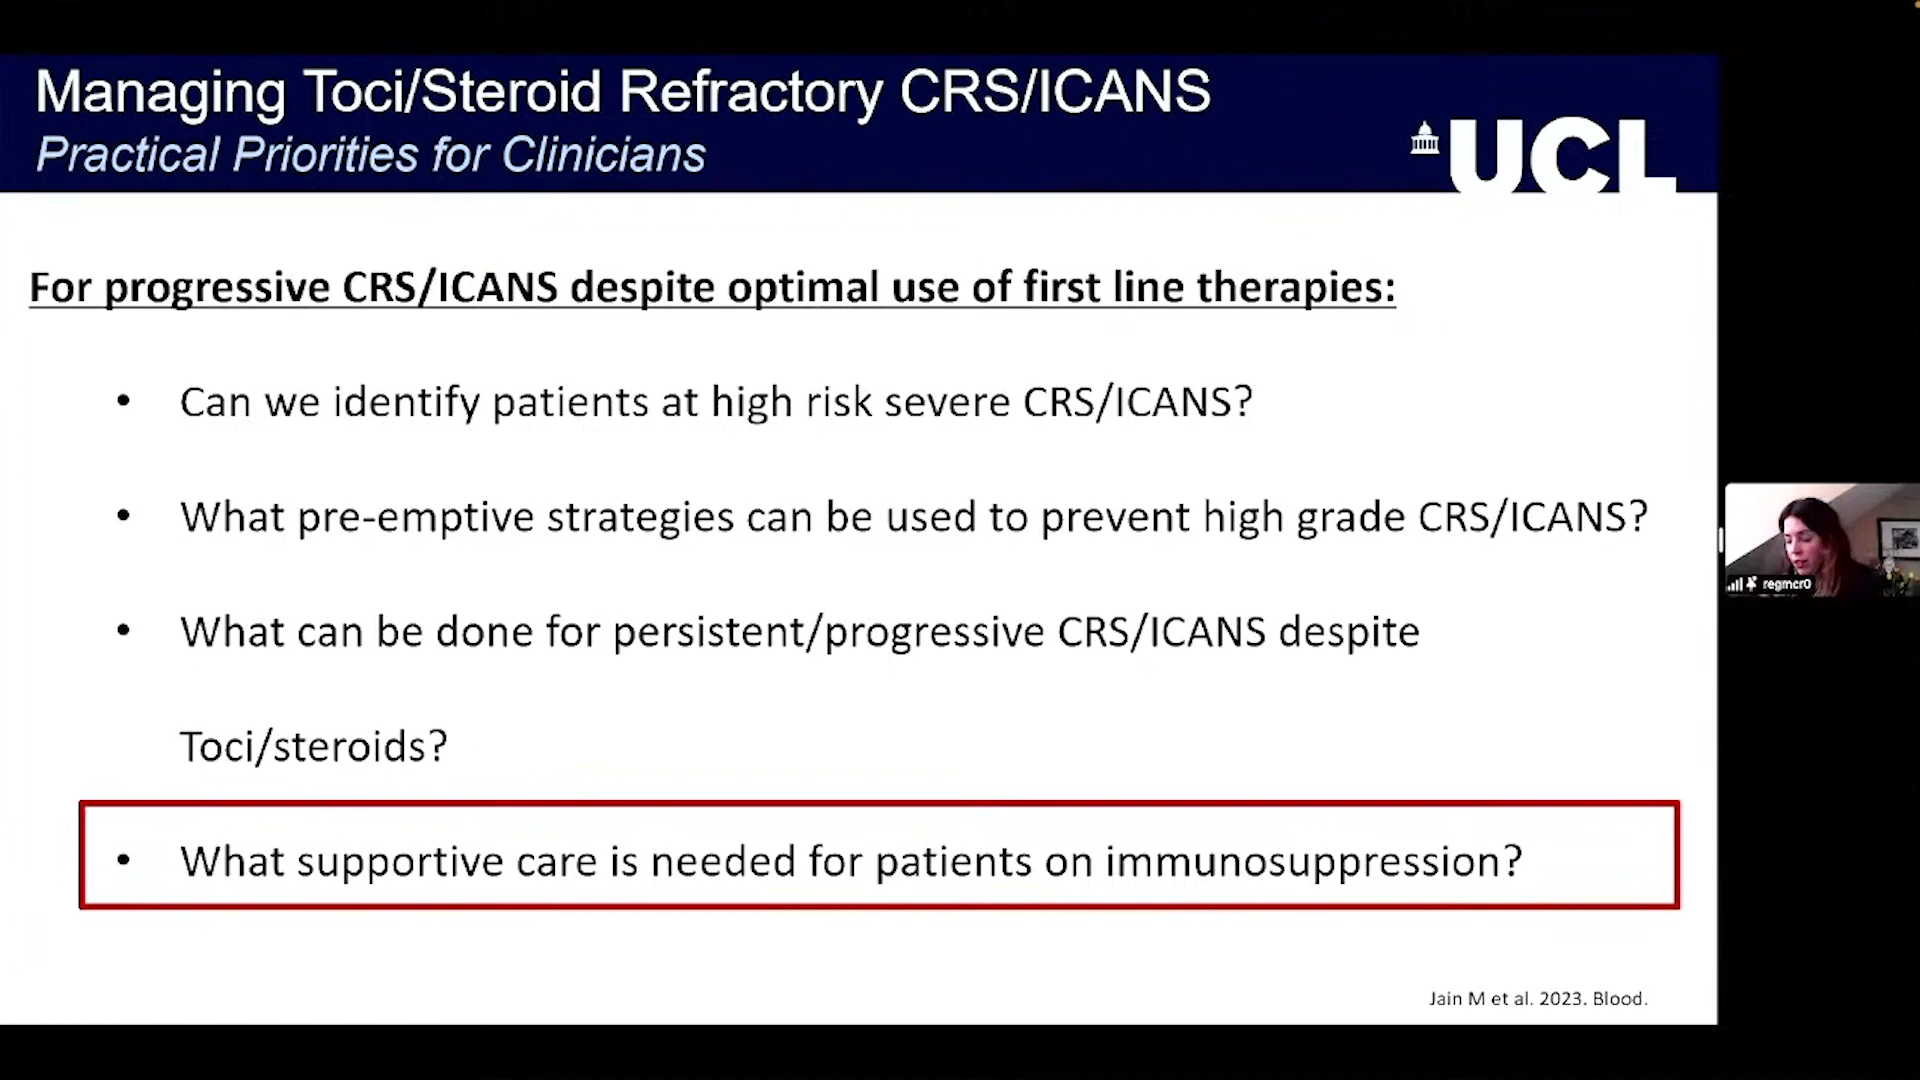 Managing Toci/Steroid Refractory CRS/ICANS
Practical Priorities for Clinicians
UCL
For progressive CRS/ICANS despite optimal use of first line therapies:
• Can we identify patients at high risk severe CRS/ICANS?
• What pre-emptive strategies can be used to prevent high grade CRS/ICANS?
• What can be done for persistent/progressive CRS/ICANS despite
Toci/steroids?
• What supportive care is needed for patients on immunosuppression?
Jain M et al. 2023. Blood.
regmcr0